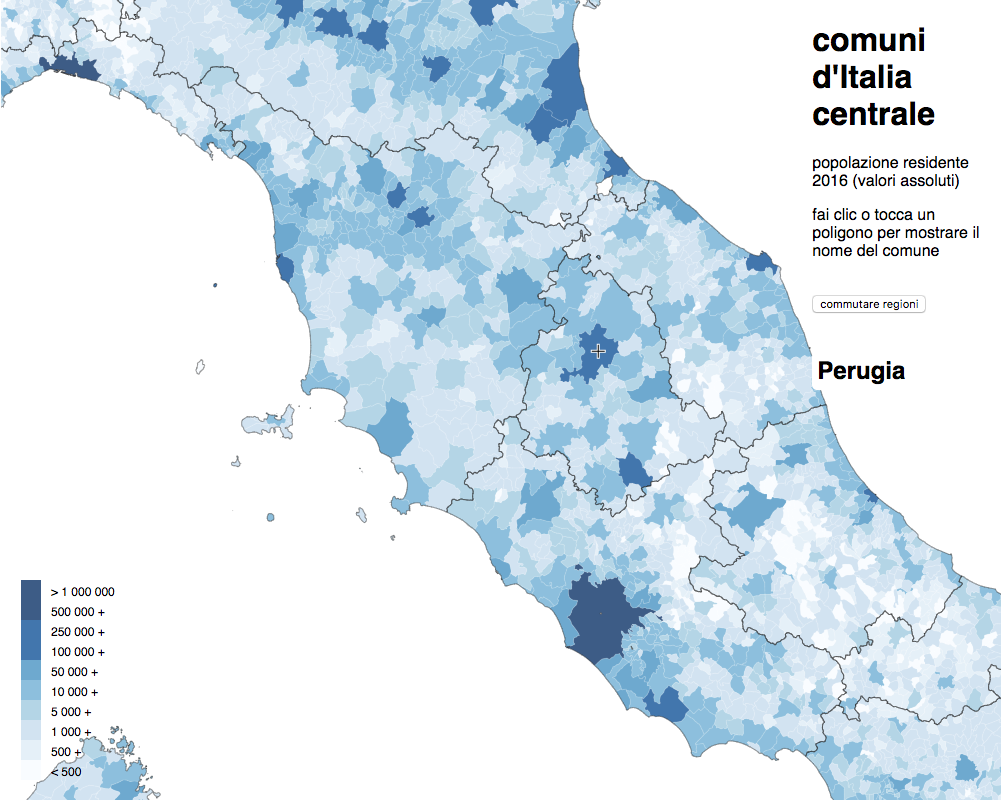 comuni
d'Italia
centrale
popolazione residente
2016 (valori assoluti)
fai clic o tocca un
poligono per mostrare il
nome del comune
commutare regioni
Perugia
> 1 000 000
500 000 +
250 000 +
100 000 +
50 000 +
10 000 +
5 000 +
1 000 +
500 +
< 500